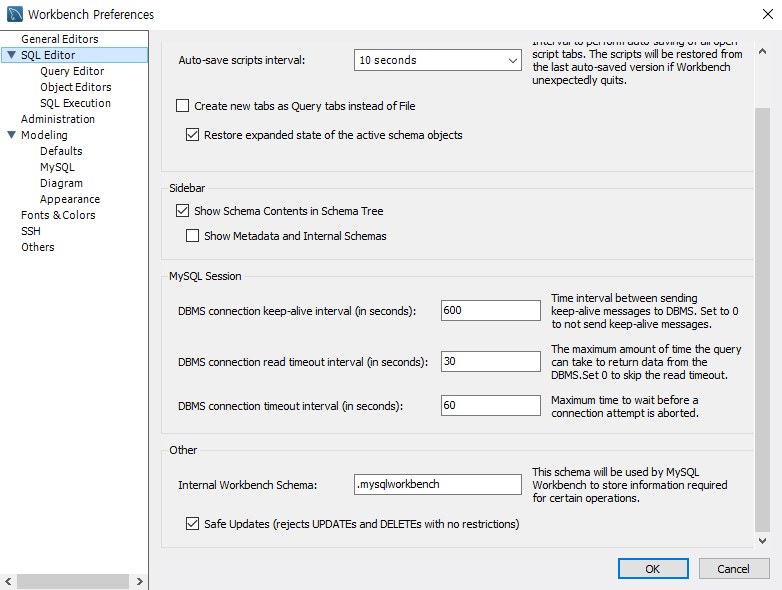 Workbench Preferences
General Editors
SQL Editor
Query Editor
Object Editors
SQL Execution
Administration
Modeling
Defaults
MySQL
Diagram
Appearance
Fonts & Colors
SSH
Others
Auto-save scripts interval:
10 seconds
Interval to perform auto-saving of all open
script tabs. The scripts will be restored from
the last auto-saved version if Workbench
unexpectedly quits.
Create new tabs as Query tabs instead of File
Restore expanded state of the active schema objects
Sidebar
Show Schema Contents in Schema Tree
Show Metadata and Internal Schemas
MySQL Session
DBMS connection keep-alive interval (in seconds):
600
Time interval between sending
keep-alive messages to DBMS. Set to 0
to not send keep-alive messages.
DBMS connection read timeout interval (in seconds):
30
The maximum amount of time the query
can take to return data from the
DBMS.Set 0 to skip the read timeout.
DBMS connection timeout interval (in seconds):
60
Maximum time to wait before a
connection attempt is aborted.
Other
Internal Workbench Schema:
.mysqlworkbench
This schema will be used by MySQL
Workbench to store information required
for certain operations.
Safe Updates (rejects UPDATEs and DELETEs with no restrictions)
OK
Cancel